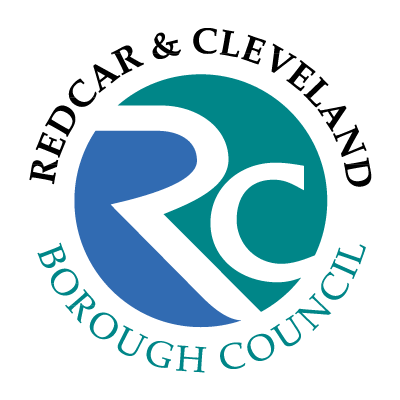 REDCAR & CLEVELAND
RC
BOROUGH COUNCIL